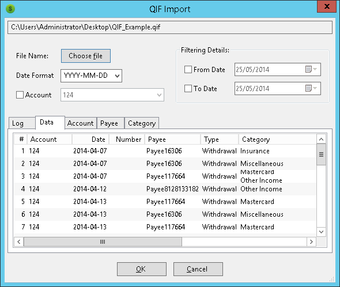 QIF Import
C:\Users\Administrator\Desktop\QIF_Example.qif
File Name: Choose file
Date Format YYYY-MM-DD
Account 124
Filtering Details:
From Date 25/05/2014
To Date 25/05/2014
Log Data Account Payee Category
# Account Date Number Payee Type Category
1 124 2014-04-07 Payee16306 Withdrawal Insurance
2 124 2014-04-07 Payee16306 Withdrawal Miscellaneous
Mastercard
3 124 2014-04-07 Payee117664 Withdrawal Other Income
4 124 2014-04-12 Payee8128133182 Withdrawal Other Income
5 124 2014-04-13 Payee117664 Withdrawal Mastercard
6 124 2014-04-13 Payee16306 Withdrawal Miscellaneous
7 124 2014-04-13 Payee117664 Withdrawal Mastercard
OK Cancel